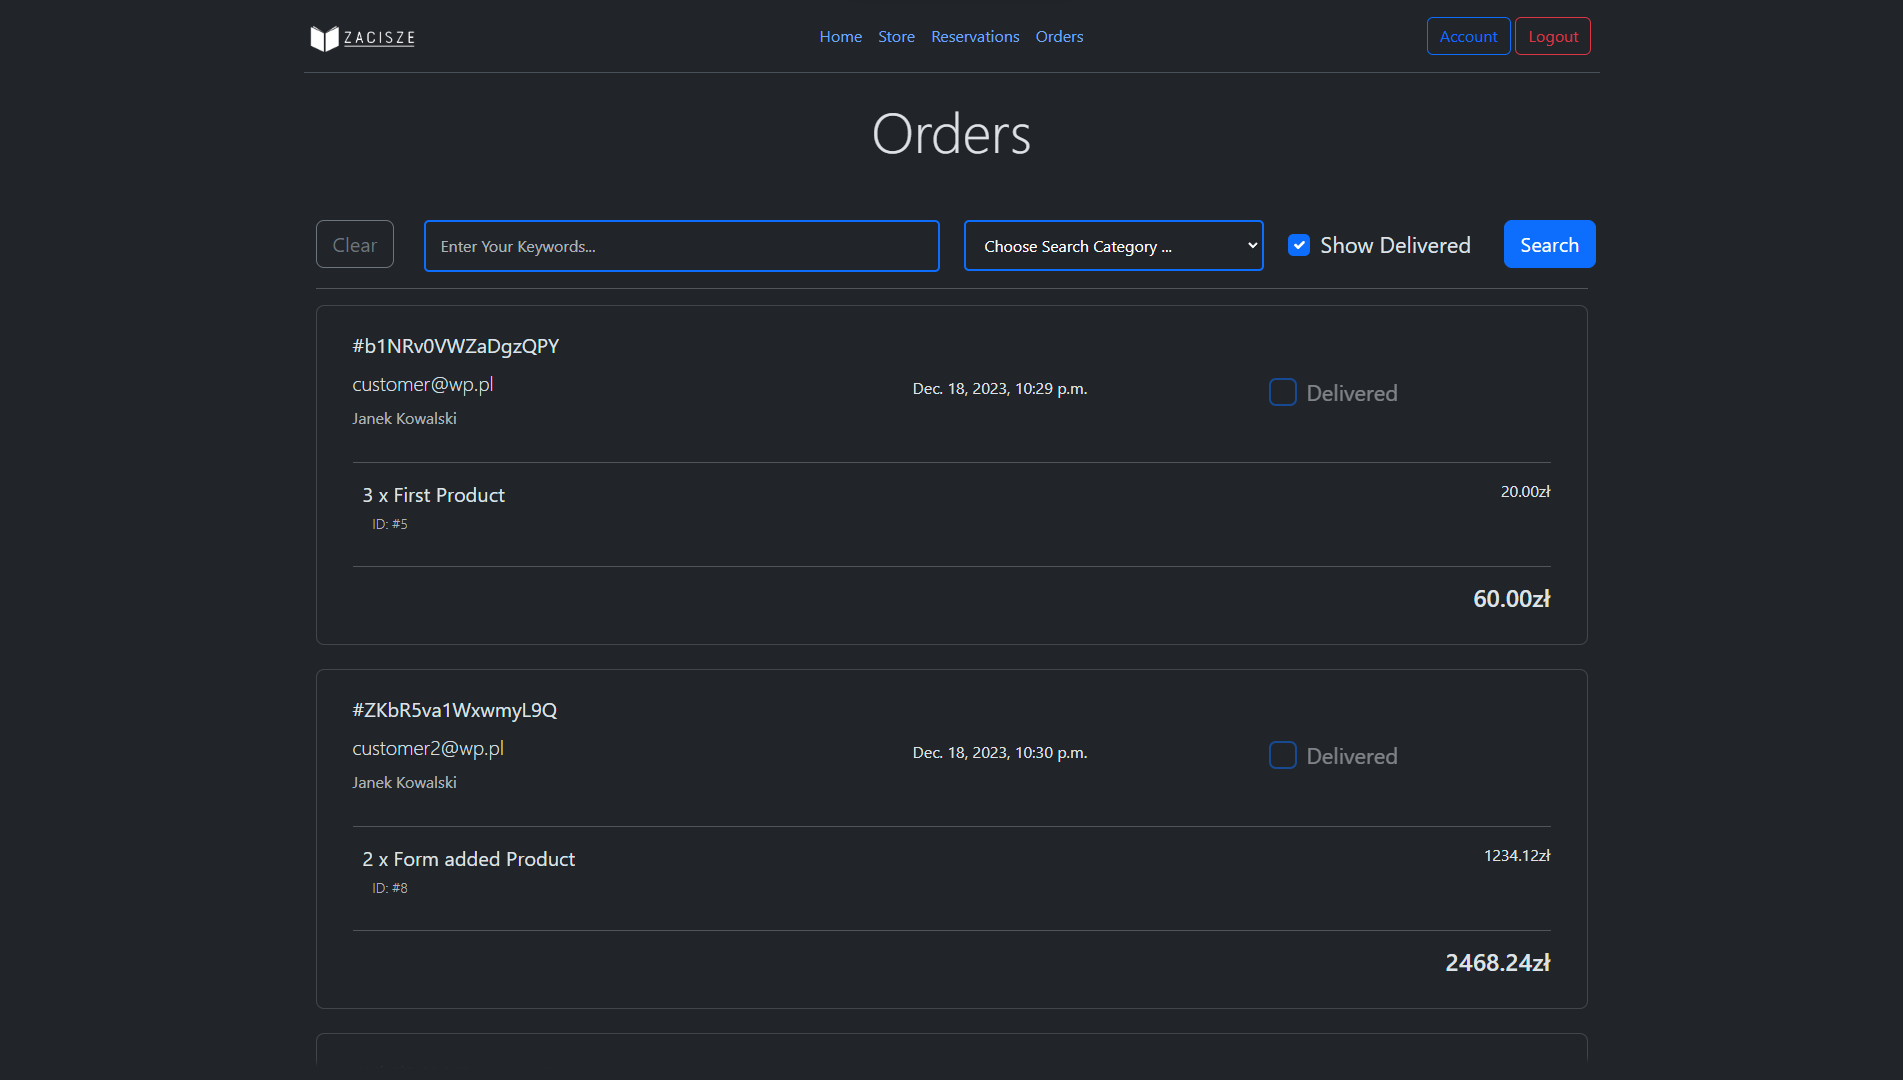 ZACISZE
Home Store Reservations Orders
Account Logout
Orders
Clear
Enter Your Keywords...
Choose Search Category ...
Show Delivered
Search
#b1NRv0VWZaDgzQPY
customer@wp.pl
Janek Kowalski
Dec. 18, 2023, 10:29 p.m.
Delivered
3 x First Product
20.00zł
ID: #5
60.00zł
#ZKbR5va1WxwmyL9Q
customer2@wp.pl
Janek Kowalski
Dec. 18, 2023, 10:30 p.m.
Delivered
2 x Form added Product
1234.12zł
ID: #8
2468.24zł